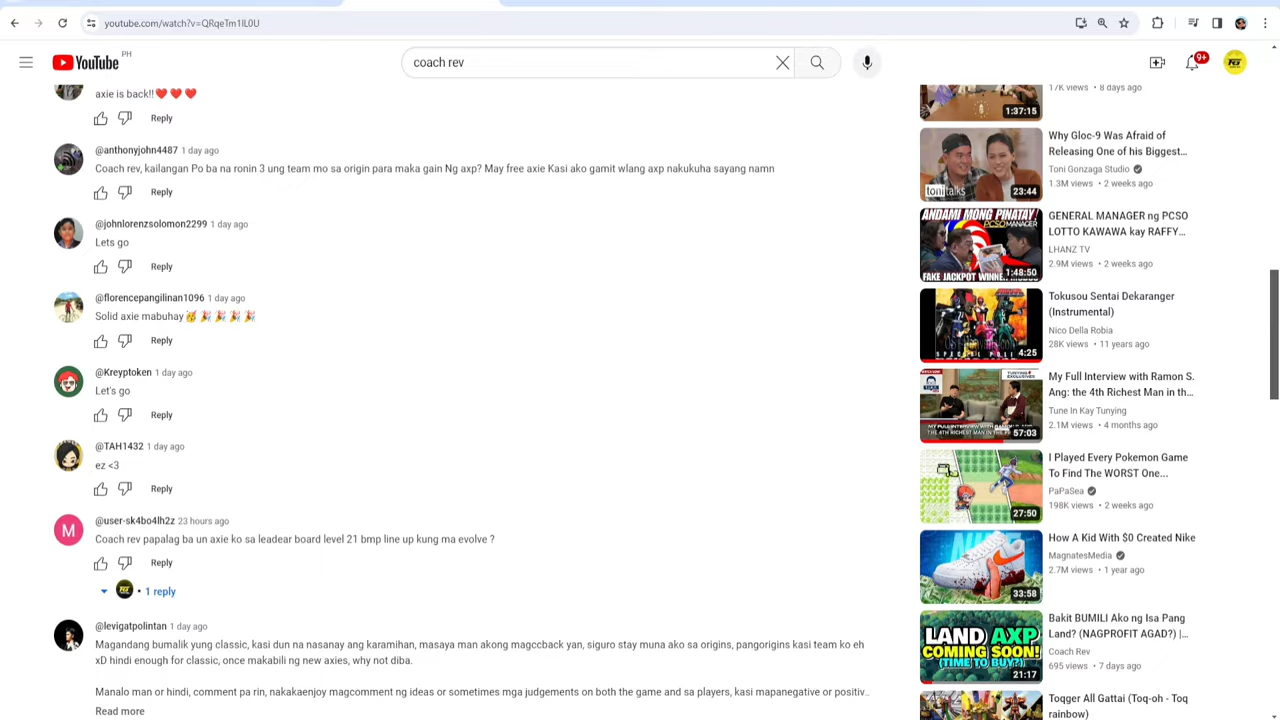 youtube.com/watch?v=QRqeTm1lL0U
YouTube PH
coach rev
9+
axie is back!!❤️❤️❤️
Reply
@anthonyjohn4487 1 day ago
Coach rev, kailangan Po ba na ronin 3 ung team mo sa origin para maka gain Ng axp? May free axie Kasi ako gamit wlang axp nakukuha sayang namn
Reply
@johnlorenzsolomon2299 1 day ago
Lets go
Reply
@florencepangilinan1096 1 day ago
Solid axie mabuhay🥳🎉🎉🎉🎉
Reply
@Kreyptoken 1 day ago
Let's go
Reply
@TAH1432 1 day ago
ez <3
Reply
M
@user-sk4bo4lh2z 23 hours ago
Coach rev papalag ba un axie ko sa leadear board level 21 bmp line up kung ma evolve ?
Reply
• 1 reply
@levigatpolintan 1 day ago
Magandang bumalik yung classic, kasi dun na nasanay ang karamihan, masaya man akong magccback yan, siguro stay muna ako sa origins, pangorigins kasi team ko eh
xD hindi enough for classic, once makabili ng new axies, why not diba.
Manalo man or hindi, comment pa rin, nakakaenjoy magcomment ng ideas or sometimes mga judgements on both the game and sa players, kasi mapanegative or positiv...
Read more
17K views • 8 days ago
1:37:15
Why Gloc-9 Was Afraid of
Releasing One of his Biggest...
Toni Gonzaga Studio
1.3M views • 2 weeks ago
toni talks
23:44
GENERAL MANAGER ng PCSO
LOTTO KAWAWA kay RAFFY...
LHANZ TV
2.9M views • 2 weeks ago
ANDAMI MONG PINATAY!
PCSO MANAGER
FAKE JACKPOT WINNER
1:48:50
Tokusou Sentai Dekaranger
(Instrumental)
Nico Della Robia
28K views • 11 years ago
4:25
My Full Interview with Ramon S.
Ang: the 4th Richest Man in th...
Tune In Kay Tunying
2.1M views • 4 months ago
57:03
I Played Every Pokemon Game
To Find The WORST One...
PaPaSea
198K views • 2 weeks ago
27:50
How A Kid With $0 Created Nike
MagnatesMedia
2.7M views • 1 year ago
33:58
Bakit BUMILI Ako ng Isa Pang
Land? (NAGPROFIT AGAD?) |...
Coach Rev
695 views • 7 days ago
LAND AXP
COMING SOON!
(TIME TO BUY?)
21:17
Toqger All Gattai (Toq-oh - Toq
rainbow)